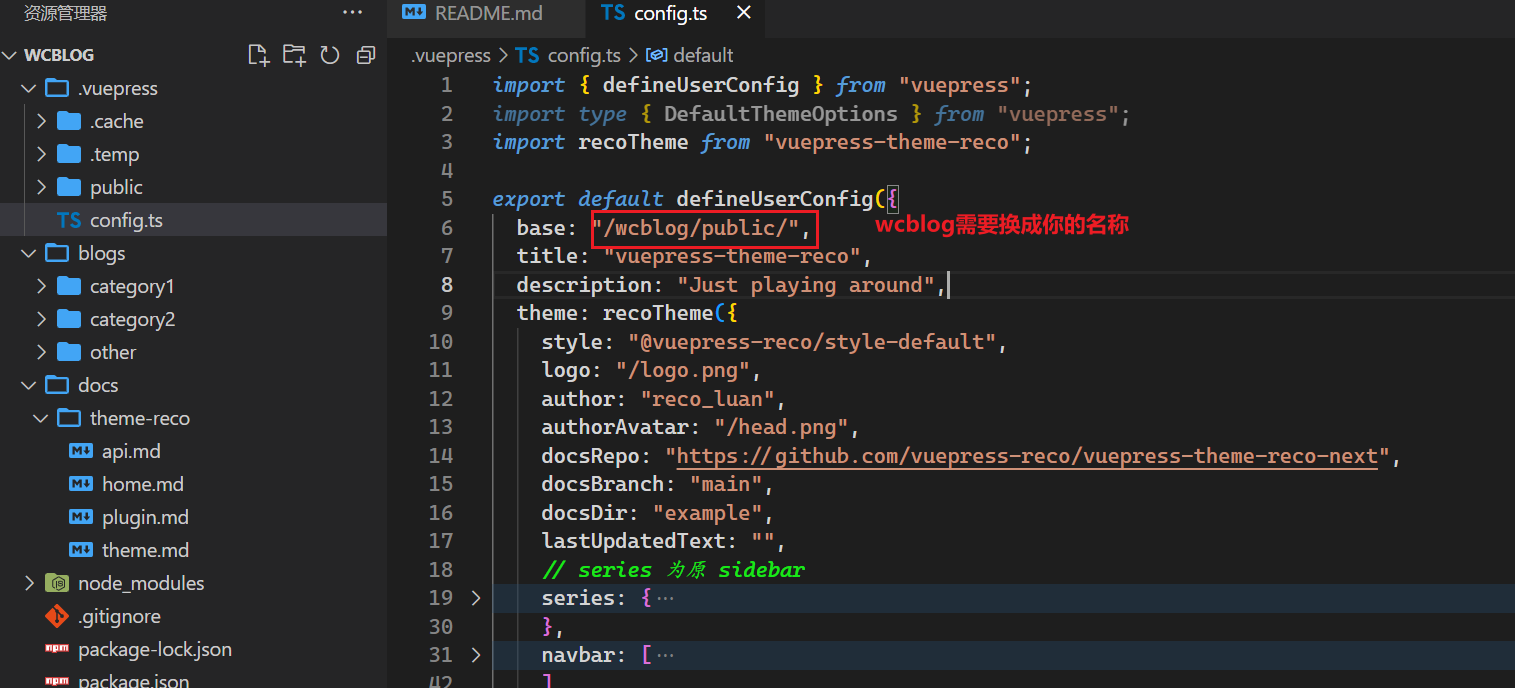 资源管理器
···
WCBLOG
.vuepress
.cache
.temp
public
TS config.ts
blogs
category1
category2
other
docs
theme-reco
api.md
home.md
plugin.md
theme.md
node_modules
.gitignore
package-lock.json
package.json
README.md
TS config.ts
.vuepress > TS config.ts > default
1 import { defineUserConfig } from "vuepress";
2 import type { DefaultThemeOptions } from "vuepress";
3 import recoTheme from "vuepress-theme-reco";
4
5 export default defineUserConfig({
6 base: "/wcblog/public/", wcblog需要换成你的名称
7 title: "vuepress-theme-reco",
8 description: "Just playing around",
9 theme: recoTheme({
10 style: "@vuepress-reco/style-default",
11 logo: "/logo.png",
12 author: "reco_luan",
13 authorAvatar: "/head.png",
14 docsRepo: "https://github.com/vuepress-reco/vuepress-theme-reco-next",
15 docsBranch: "main",
16 docsDir: "example",
17 lastUpdatedText: "",
18 // series 为原 sidebar
19 series: { ···
30 },
31 navbar: [ ···
42 ]